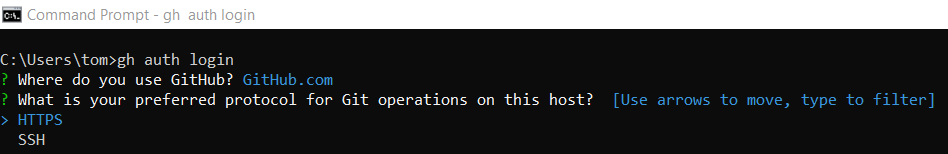 Command Prompt - gh  auth login
C:\Users\tom>gh auth login
? Where do you use GitHub? GitHub.com
? What is your preferred protocol for Git operations on this host?  [Use arrows to move, type to filter]
> HTTPS
  SSH